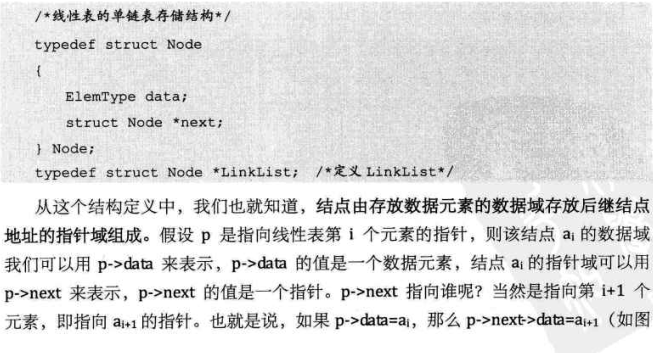 /*线性表的单链表存储结构*/
typedef struct Node
{
ElemType data;
struct Node *next;
} Node;
typedef struct Node *LinkList; /*定义 LinkList*/
从这个结构定义中，我们也就知道，结点由存放数据元素的数据域存放后继结点
地址的指针域组成。假设 p 是指向线性表第 i 个元素的指针，则该结点 aᵢ 的数据域
我们可以用 p->data 来表示，p->data 的值是一个数据元素，结点 aᵢ 的指针域可以用
p->next 来表示，p->next 的值是一个指针。p->next 指向谁呢？当然是指向第 i+1 个
元素，即指向 aᵢ₊₁ 的指针。也就是说，如果 p->data=aᵢ，那么 p->next->data=aᵢ₊₁（如图